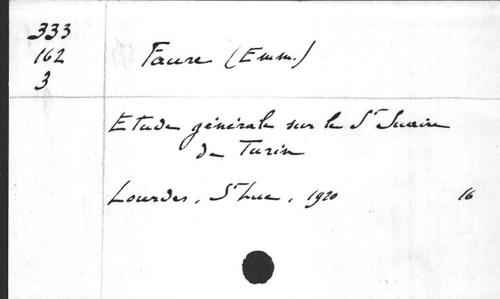 333
162
3
Faure (Emm.)
Etude générale sur le St Suaire
de Turin
Lourdes, St Luc, 1920 16